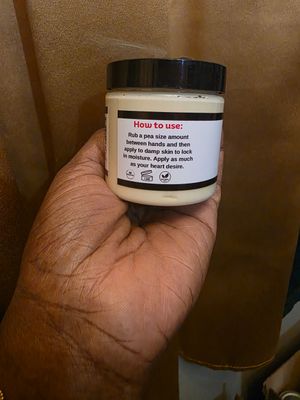 How to use:
Rub a pea size amount
between hands and then
apply to damp skin to lock
in moisture. Apply as much
as your heart desire.